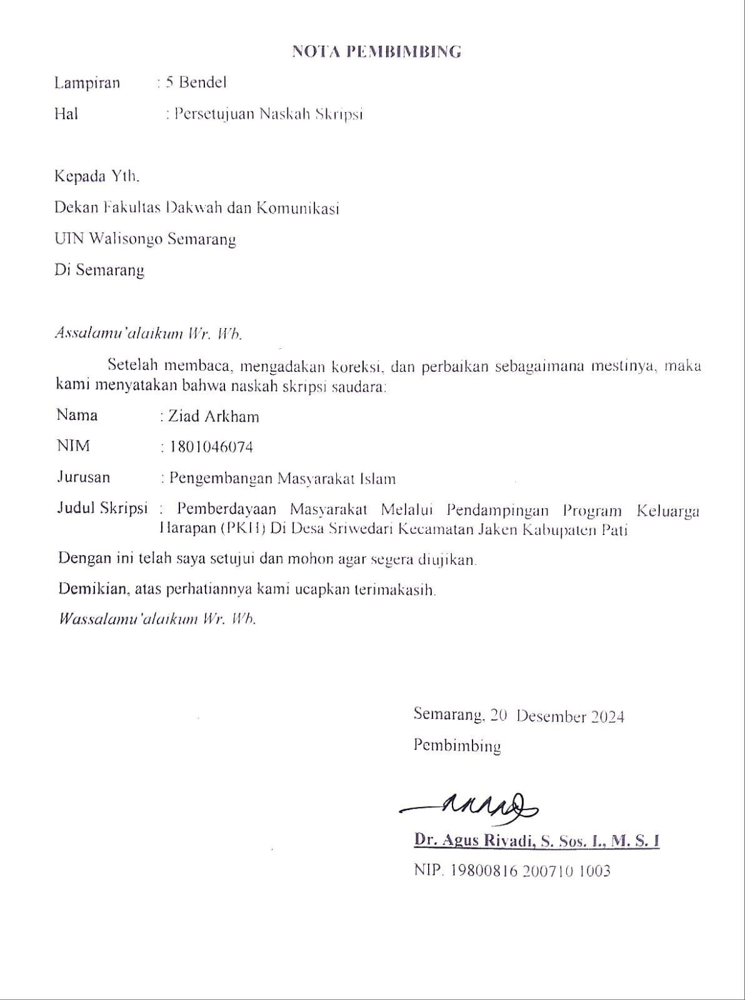 NOTA PEMBIMBING
Lampiran : 5 Bendel
Hal : Persetujuan Naskah Skripsi
Kepada Yth.
Dekan Fakultas Dakwah dan Komunikasi
UIN Walisongo Semarang
Di Semarang
Assalamu'alaikum Wr. Wb.
Setelah membaca, mengadakan koreksi, dan perbaikan sebagaimana mestinya, maka
kami menyatakan bahwa naskah skripsi saudara:
Nama : Ziad Arkham
NIM : 1801046074
Jurusan : Pengembangan Masyarakat Islam
Judul Skripsi : Pemberdayaan Masyarakat Melalui Pendampingan Program Keluarga
Harapan (PKH) Di Desa Sriwedari Kecamatan Jaken Kabupaten Pati
Dengan ini telah saya setujui dan mohon agar segera diujikan.
Demikian, atas perhatiannya kami ucapkan terimakasih.
Wassalamu'alaikum Wr. Wb.
Semarang, 20 Desember 2024
Pembimbing
Dr. Agus Riyadi, S. Sos. I., M. S. I
NIP. 19800816 200710 1003